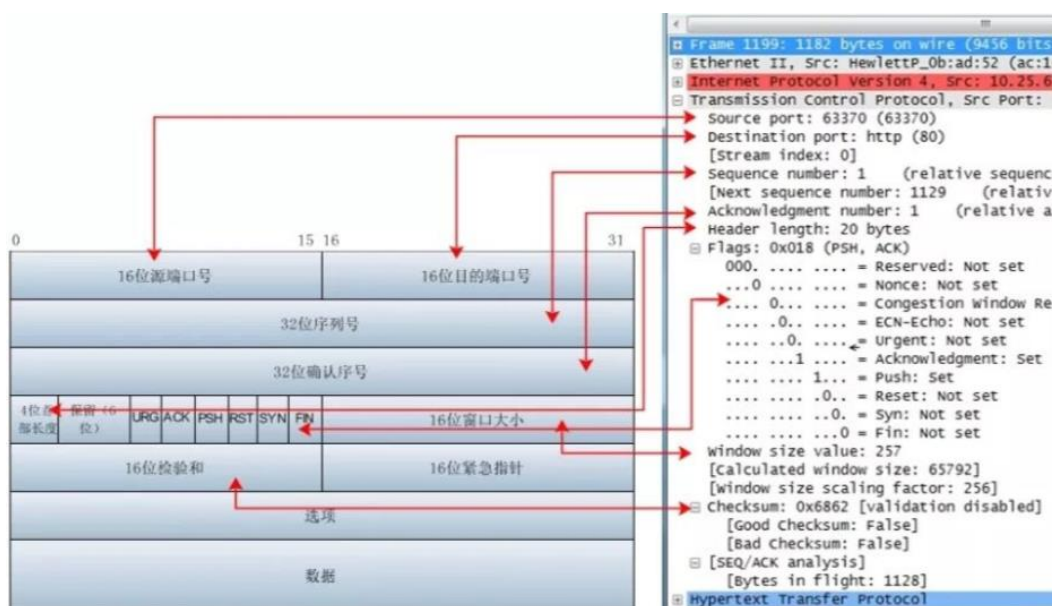 0 15 16 31
16位源端口号 16位目的端口号
32位序列号
32位确认序号
4位首部长度 保留（6位） URG ACK PSH RST SYN FIN 16位窗口大小
16位检验和 16位紧急指针
选项
数据
Frame 1199: 1182 bytes on wire (9456 bits
Ethernet II, Src: HewlettP_0b:ad:52 (ac:1
Internet Protocol Version 4, Src: 10.25.6
Transmission Control Protocol, Src Port:
Source port: 63370 (63370)
Destination port: http (80)
[Stream index: 0]
Sequence number: 1 (relative sequenc
[Next sequence number: 1129 (relativ
Acknowledgment number: 1 (relative a
Header length: 20 bytes
Flags: 0x018 (PSH, ACK)
000. .... .... = Reserved: Not set
...0 .... .... = Nonce: Not set
.... 0... .... = Congestion Window Re
.... .0.. .... = ECN-Echo: Not set
.... ..0. .... = Urgent: Not set
.... ...1 .... = Acknowledgment: Set
.... .... 1... = Push: Set
.... .... .0.. = Reset: Not set
.... .... ..0. = Syn: Not set
.... .... ...0 = Fin: Not set
Window size value: 257
[Calculated window size: 65792]
[Window size scaling factor: 256]
Checksum: 0x6862 [validation disabled]
[Good Checksum: False]
[Bad Checksum: False]
[SEQ/ACK analysis]
[Bytes in flight: 1128]
Hypertext Transfer Protocol